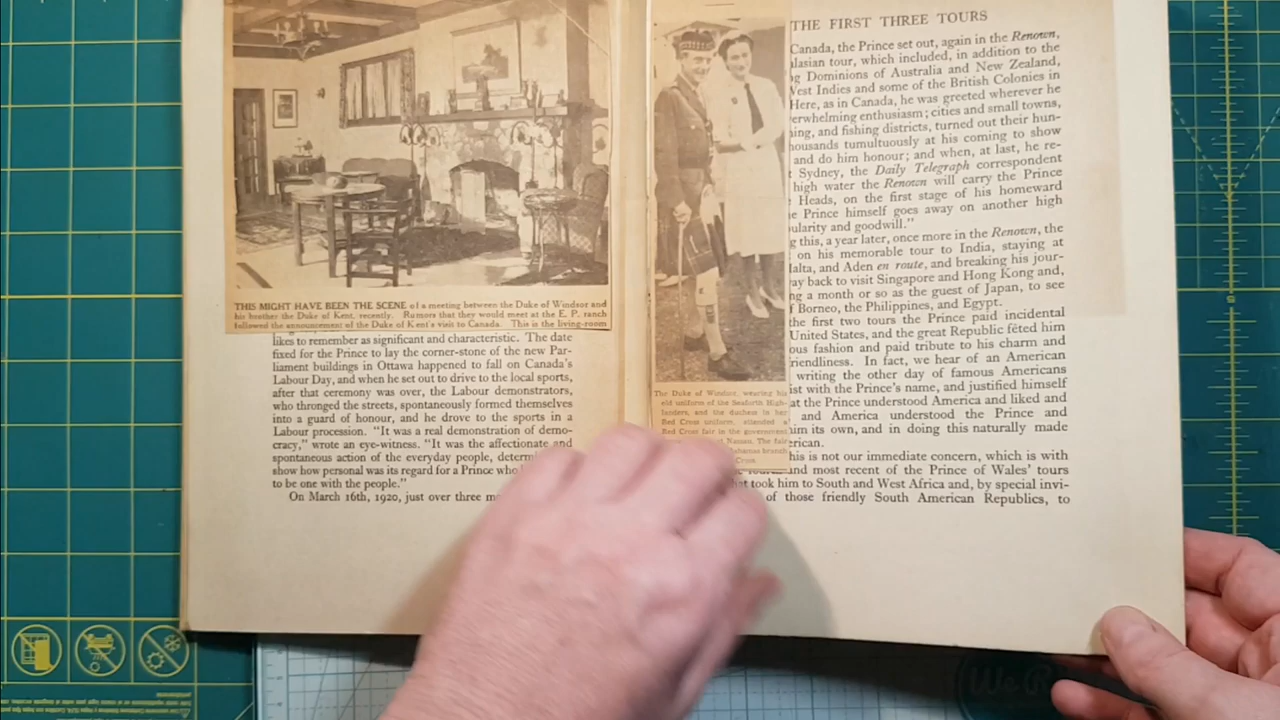 THIS MIGHT HAVE BEEN THE SCENE of a meeting between the Duke of Windsor and
his brother the Duke of Kent, recently. Rumors that they would meet at the E. P. ranch
followed the announcement of the Duke of Kent's visit to Canada. This is the living-room
likes to remember as significant and characteristic. The date
fixed for the Prince to lay the corner-stone of the new Par-
liament buildings in Ottawa happened to fall on Canada's
Labour Day, and when he set out to drive to the local sports,
after that ceremony was over, the Labour demonstrators,
who thronged the streets, spontaneously formed themselves
into a guard of honour, and he drove to the sports in a
Labour procession. "It was a real demonstration of demo-
cracy," wrote an eye-witness. "It was the affectionate and
spontaneous action of the everyday people, determ
show how personal was its regard for a Prince who
to be one with the people."
On March 16th, 1920, just over three mo
The Duke of Windsor, wearing his
old uniform of the Seaforth High-
landers, and the duchess in her
Red Cross uniform, attended a
Red Cross fair in the government
at Nassau. The fair
Bahamas branch
Cross.
THE FIRST THREE TOURS
Canada, the Prince set out, again in the Renown,
alasian tour, which included, in addition to the
g Dominions of Australia and New Zealand,
West Indies and some of the British Colonies in
Here, as in Canada, he was greeted wherever he
erwhelming enthusiasm; cities and small towns,
ning, and fishing districts, turned out their hun-
housands tumultuously at his coming to show
and do him honour; and when, at last, he re-
t Sydney, the Daily Telegraph correspondent
high water the Renown will carry the Prince
Heads, on the first stage of his homeward
e Prince himself goes away on another high
ularity and goodwill."
g this, a year later, once more in the Renown, the
on his memorable tour to India, staying at
Malta, and Aden en route, and breaking his jour-
ay back to visit Singapore and Hong Kong and,
ng a month or so as the guest of Japan, to see
f Borneo, the Philippines, and Egypt.
the first two tours the Prince paid incidental
United States, and the great Republic fêted him
ous fashion and paid tribute to his charm and
riendliness. In fact, we hear of an American
writing the other day of famous Americans
ist with the Prince's name, and justified himself
at the Prince understood America and liked and
and America understood the Prince and
him its own, and in doing this naturally made
erican.
his is not our immediate concern, which is with
and most recent of the Prince of Wales' tours
hat took him to South and West Africa and, by special invi-
of those friendly South American Republics, to